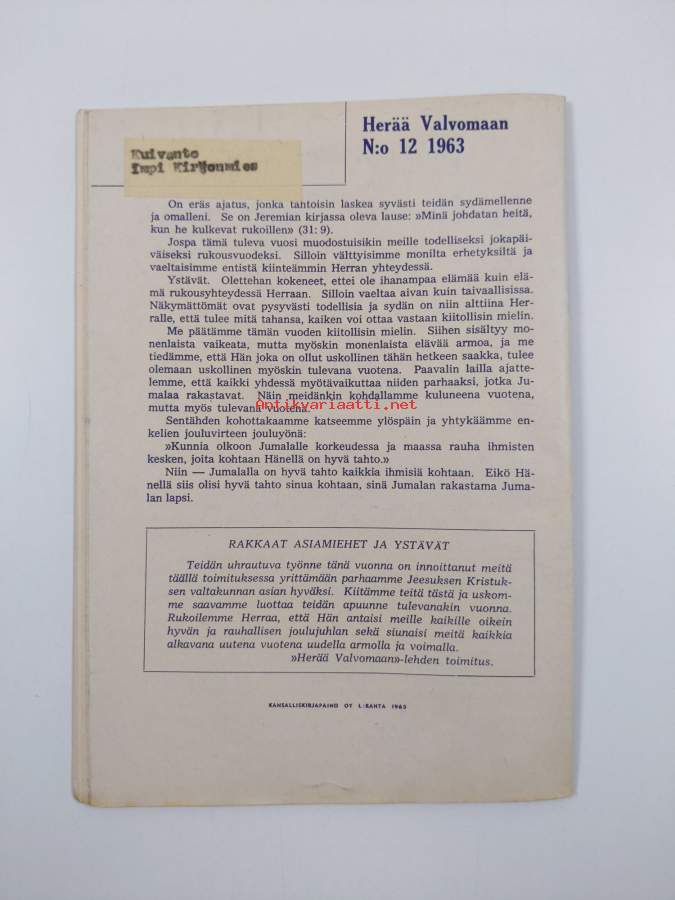 Herää Valvomaan
N:o 12 1963
Kuivanto
Impi Kirjonmies
On eräs ajatus, jonka tahtoisin laskea syvästi teidän sydämellenne
ja omalleni. Se on Jeremian kirjassa oleva lause: »Minä johdatan heitä,
kun he kulkevat rukoillen» (31: 9).
Jospa tämä tuleva vuosi muodostuisikin meille todelliseksi jokapäi-
väiseksi rukousvuodeksi. Silloin välttyisimme monilta erhetyksiltä ja
vaeltaisimme entistä kiinteämmin Herran yhteydessä.
Ystävät. Olettehan kokeneet, ettei ole ihanampaa elämää kuin elä-
mä rukousyhteydessä Herraan. Silloin vaeltaa aivan kuin taivaallisissa.
Näkymättömät ovat pysyvästi todellisia ja sydän on niin alttiina Her-
ralle, että tulee mitä tahansa, kaiken voi ottaa vastaan kiitollisin mielin.
Me päätämme tämän vuoden kiitollisin mielin. Siihen sisältyy mo-
nenlaista vaikeata, mutta myöskin monenlaista elävää armoa, ja me
tiedämme, että Hän joka on ollut uskollinen tähän hetkeen saakka, tulee
olemaan uskollinen myöskin tulevana vuotena. Paavalin lailla ajatte-
lemme, että kaikki yhdessä myötävaikuttaa niiden parhaaksi, jotka Ju-
malaa rakastavat. Näin meidänkin kohdallamme kuluneena vuotena,
mutta myös tulevana vuotena.
Antikvariaatti.net
Sentähden kohottakaamme katseemme ylöspäin ja yhtykäämme en-
kelien jouluvirteen jouluyönä:
»Kunnia olkoon Jumalalle korkeudessa ja maassa rauha ihmisten
kesken, joita kohtaan Hänellä on hyvä tahto.»
Niin — Jumalalla on hyvä tahto kaikkia ihmisiä kohtaan. Eikö Hä-
nellä siis olisi hyvä tahto sinua kohtaan, sinä Jumalan rakastama Juma-
lan lapsi.
RAKKAAT ASIAMIEHET JA YSTÄVÄT
Teidän uhrautuva työnne tänä vuonna on innoittanut meitä
täällä toimituksessa yrittämään parhaamme Jeesuksen Kristuk-
sen valtakunnan asian hyväksi. Kiitämme teitä tästä ja uskom-
me saavamme luottaa teidän apuunne tulevanakin vuonna.
Rukoilemme Herraa, että Hän antaisi meille kaikille oikein
hyvän ja rauhallisen joulujuhlan sekä siunaisi meitä kaikkia
alkavana uutena vuotena uudella armolla ja voimalla.
»Herää Valvomaan»-lehden toimitus.
KANSALLISKIRJAPAINO OY L:RANTA 1963